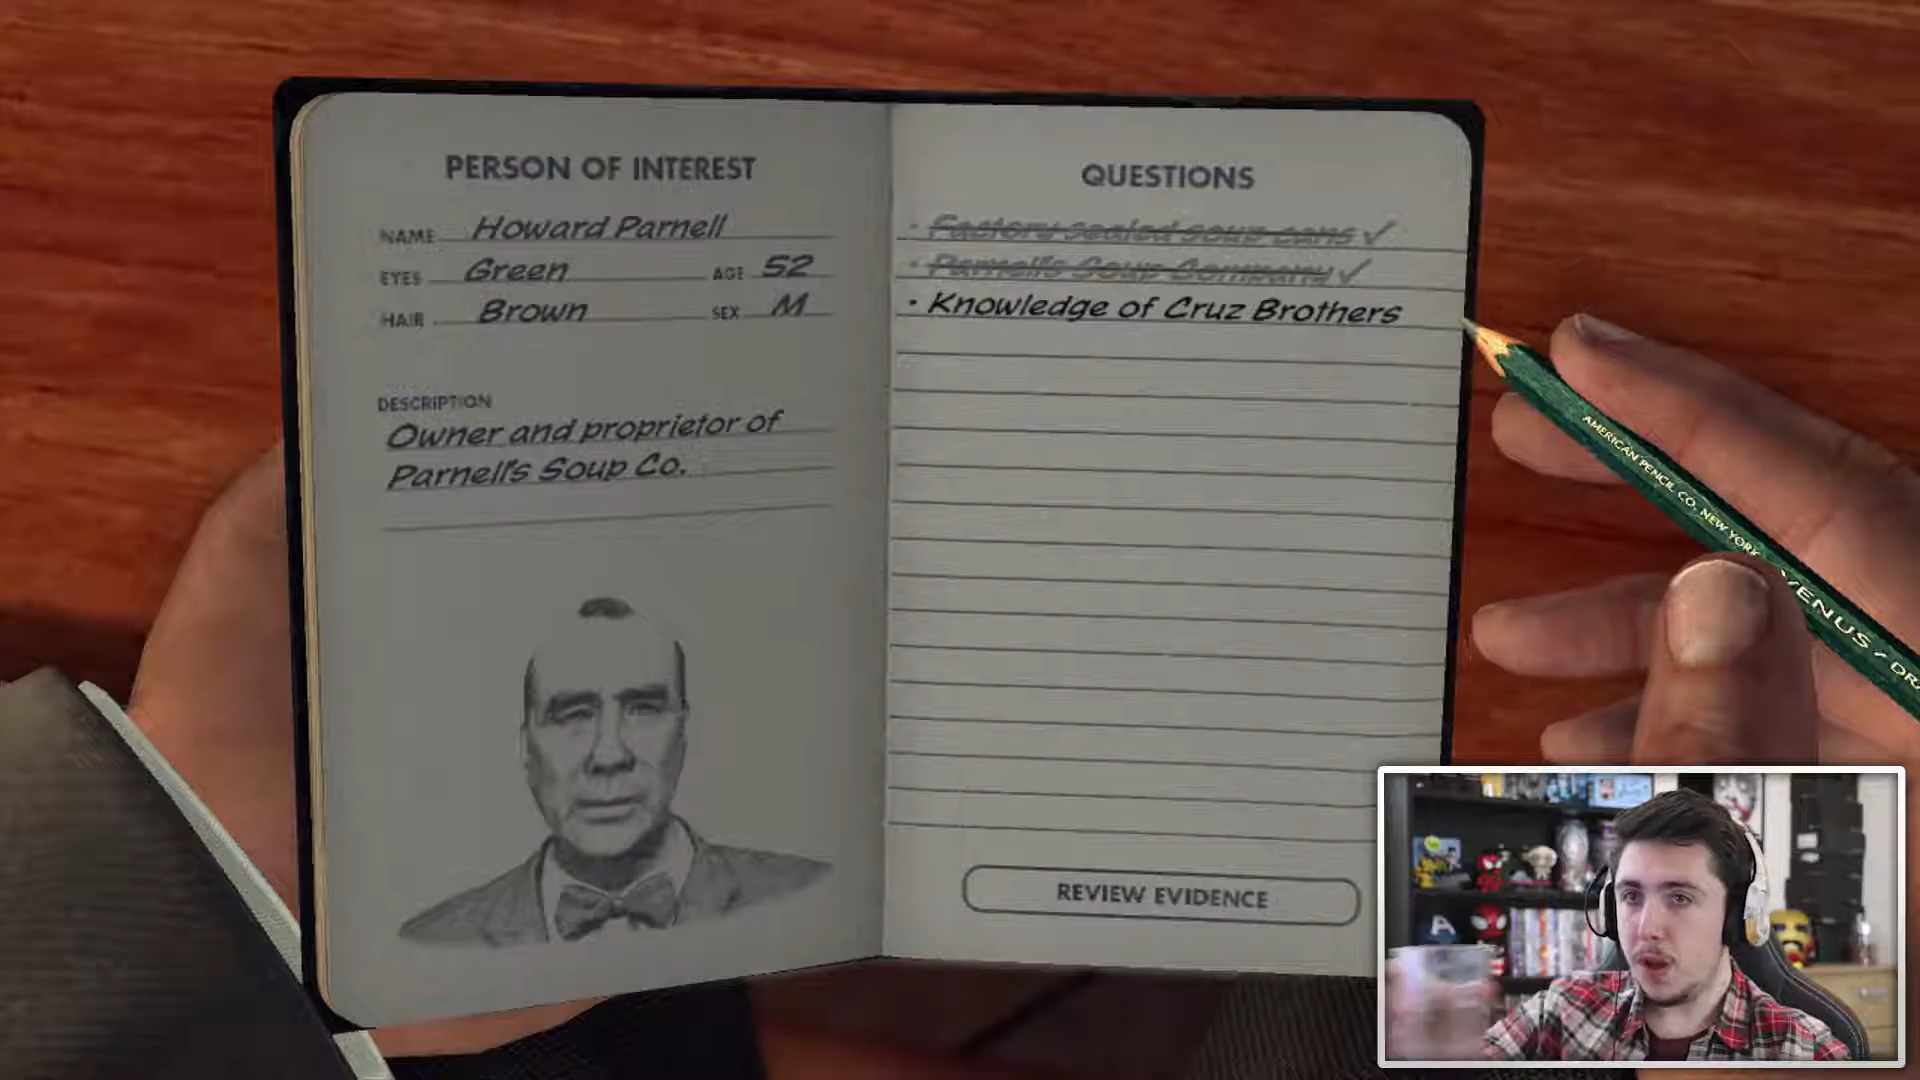 PERSON OF INTEREST
NAME Howard Parnell
EYES Green AGE 52
HAIR Brown SEX M
DESCRIPTION
Owner and proprietor of
Parnell's Soup Co.
QUESTIONS
• Factory sealed soup cans ✓
• Parnell's Soup Company ✓
• Knowledge of Cruz Brothers
REVIEW EVIDENCE
AMERICAN PENCIL CO. NEW YORK
VENUS / DRA
A